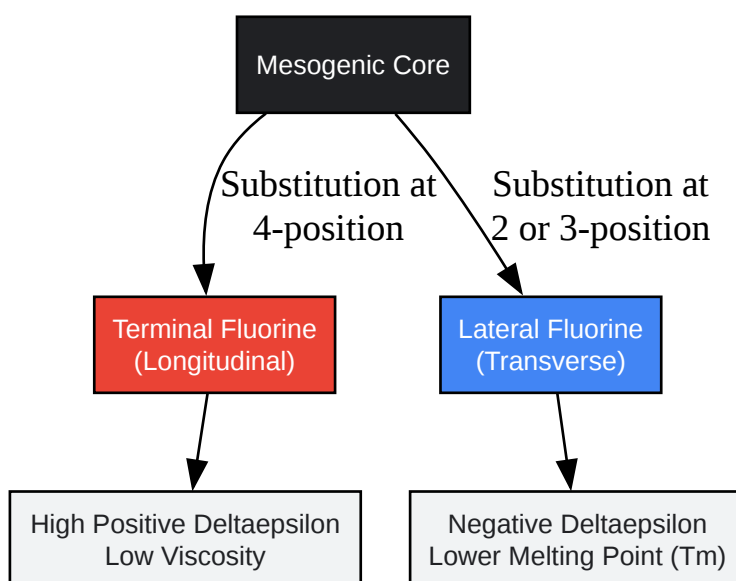 Mesogenic Core
Substitution at
4-position
Substitution at
2 or 3-position
Terminal Fluorine
(Longitudinal)
Lateral Fluorine
(Transverse)
High Positive Deltaepsilon
Low Viscosity
Negative Deltaepsilon
Lower Melting Point (Tm)